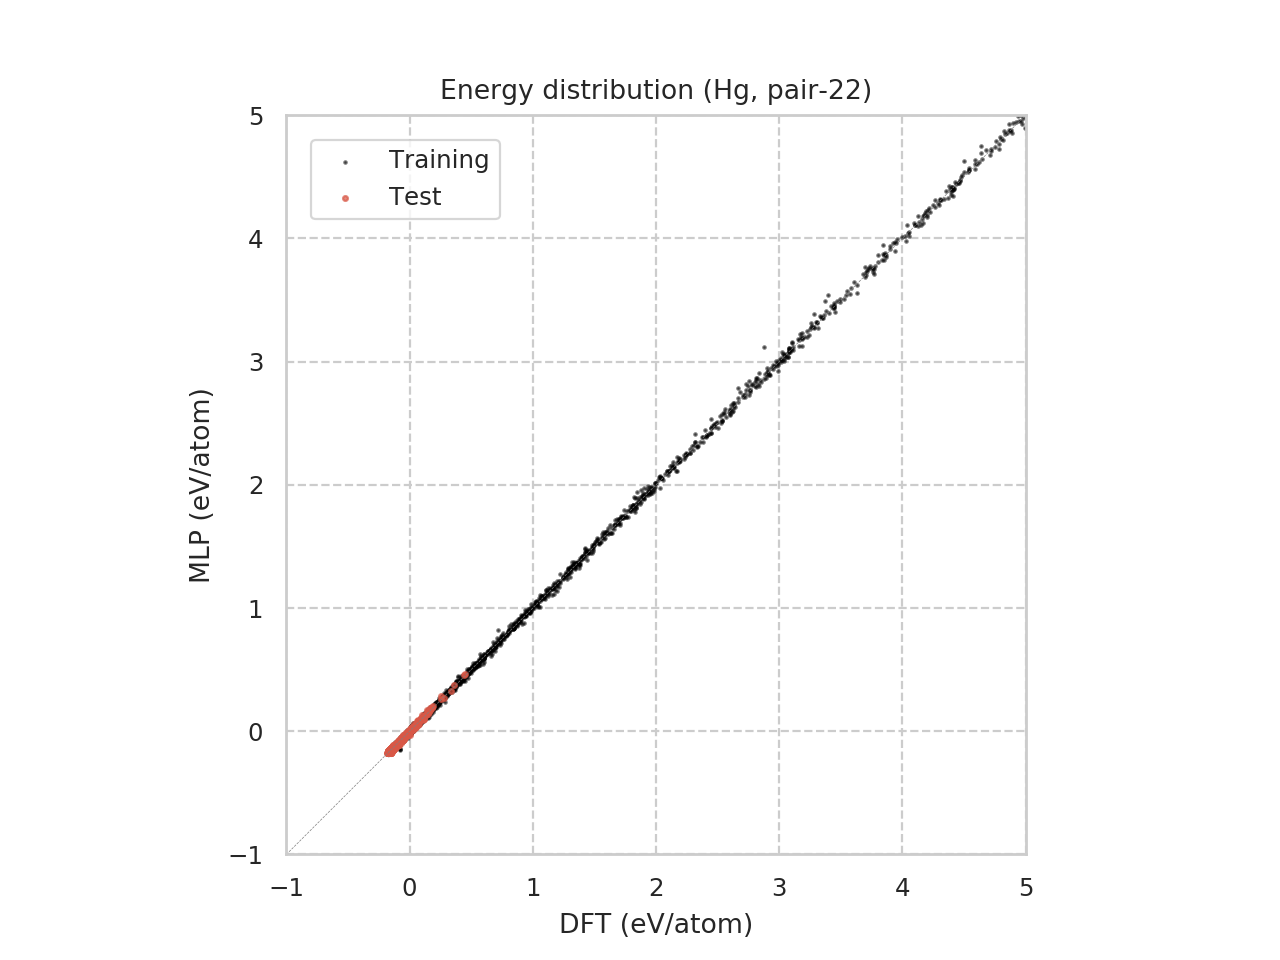 Energy distribution (Hg, pair-22)
Training
Test
5
4
3
2
1
0
−1
−1 0 1 2 3 4 5
MLP (eV/atom)
DFT (eV/atom)